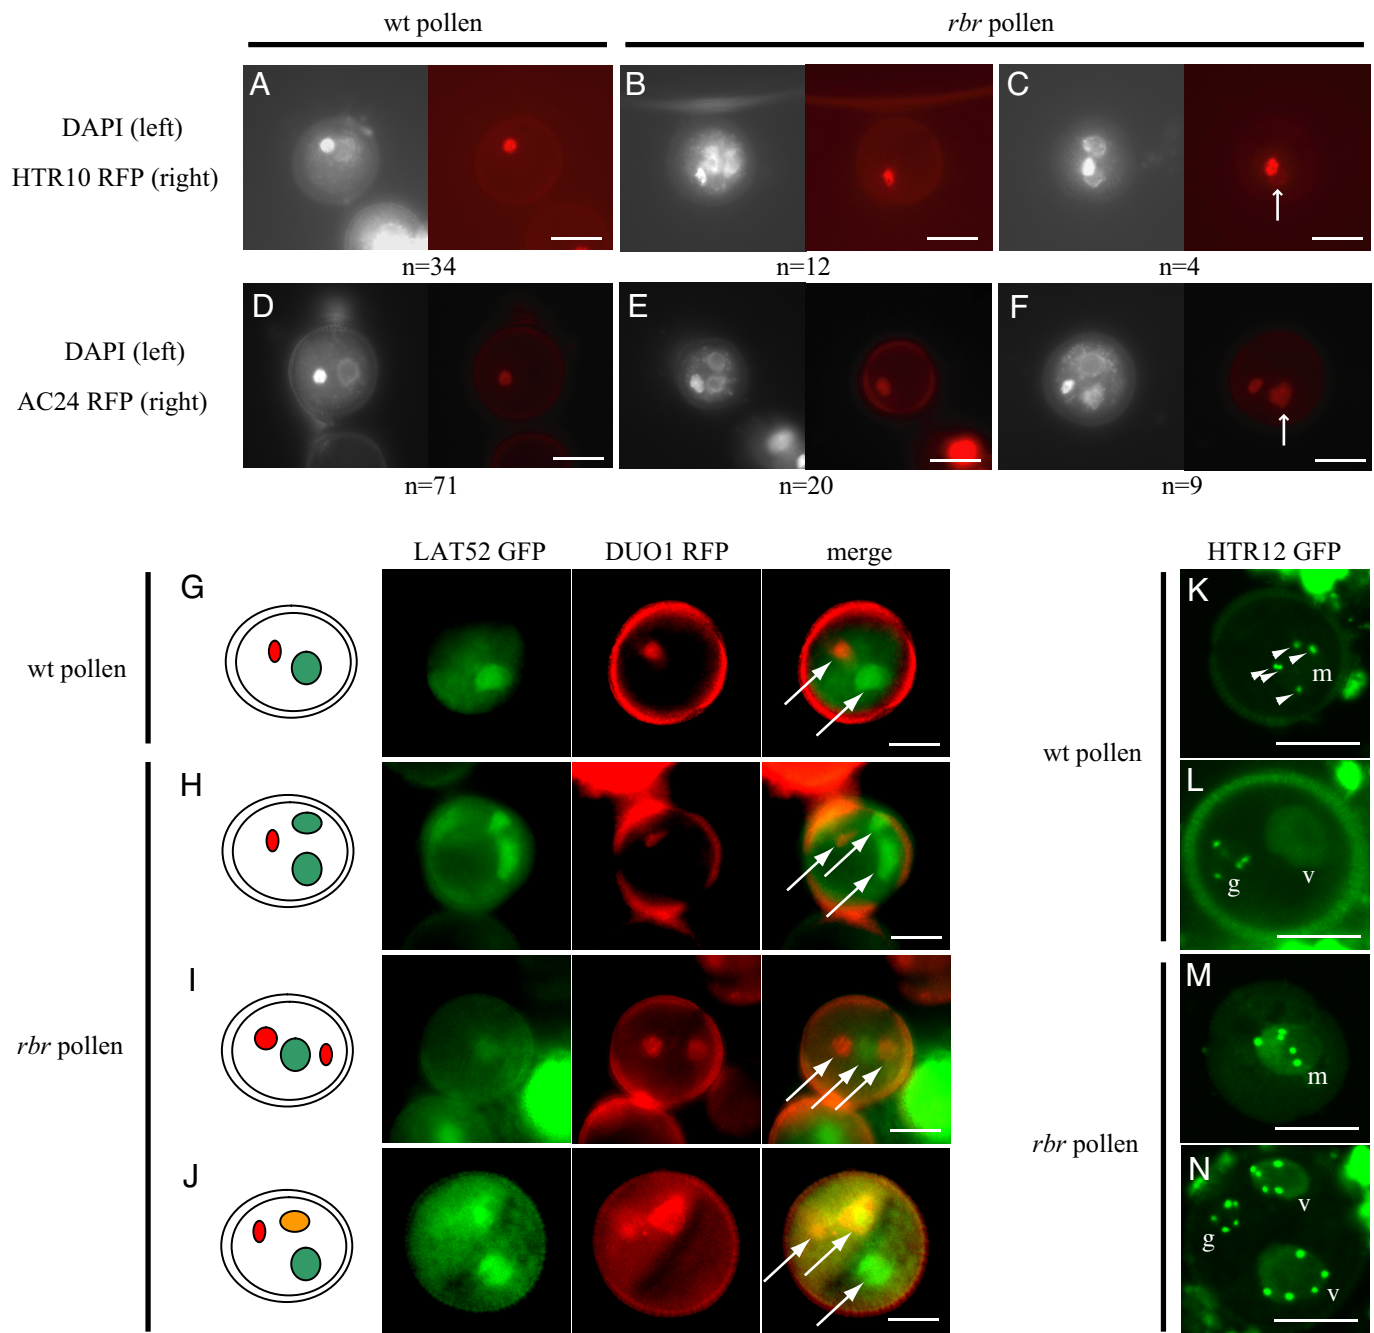 wt pollen
rbr pollen
DAPI (left)
HTR10 RFP (right)
A
B
C
n=34
n=12
n=4
DAPI (left)
AC24 RFP (right)
D
E
F
n=71
n=20
n=9
LAT52 GFP
DUO1 RFP
merge
HTR12 GFP
wt pollen
G
H
rbr pollen
I
J
wt pollen
K
m
L
g
v
rbr pollen
M
m
N
v
g
v